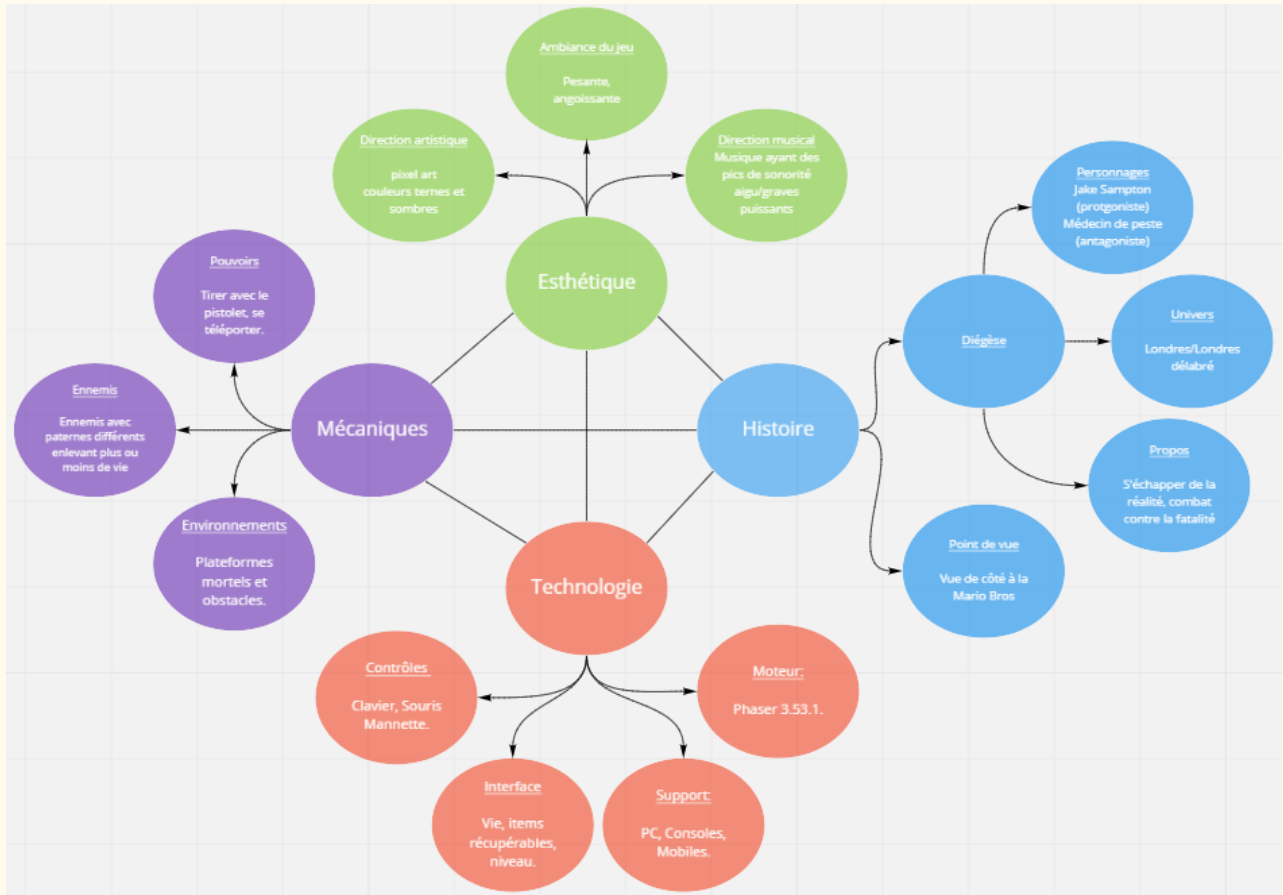 Ambiance du jeu
Pesante,
angoissante
Direction artistique
pixel art
couleurs ternes et
sombres
Direction musical
Musique ayant des
pics de sonorité
aigu/graves
puissants
Esthétique
Personnages
Jake Sampton
(protgoniste)
Médecin de peste
(antagoniste)
Pouvoirs
Tirer avec le
pistolet, se
téléporter.
Diégèse
Univers
Londres/Londres
délabré
Ennemis
Ennemis avec
paternes différents
enlevant plus ou
moins de vie
Mécaniques
Histoire
Propos
S'échapper de la
réalité, combat
contre la fatalité
Environnements
Plateformes
mortels et
obstacles.
Point de vue
Vue de côté à la
Mario Bros
Technologie
Contrôles
Clavier, Souris
Mannette.
Moteur:
Phaser 3.53.1.
Interface
Vie, items
récupérables,
niveau.
Support:
PC, Consoles,
Mobiles.